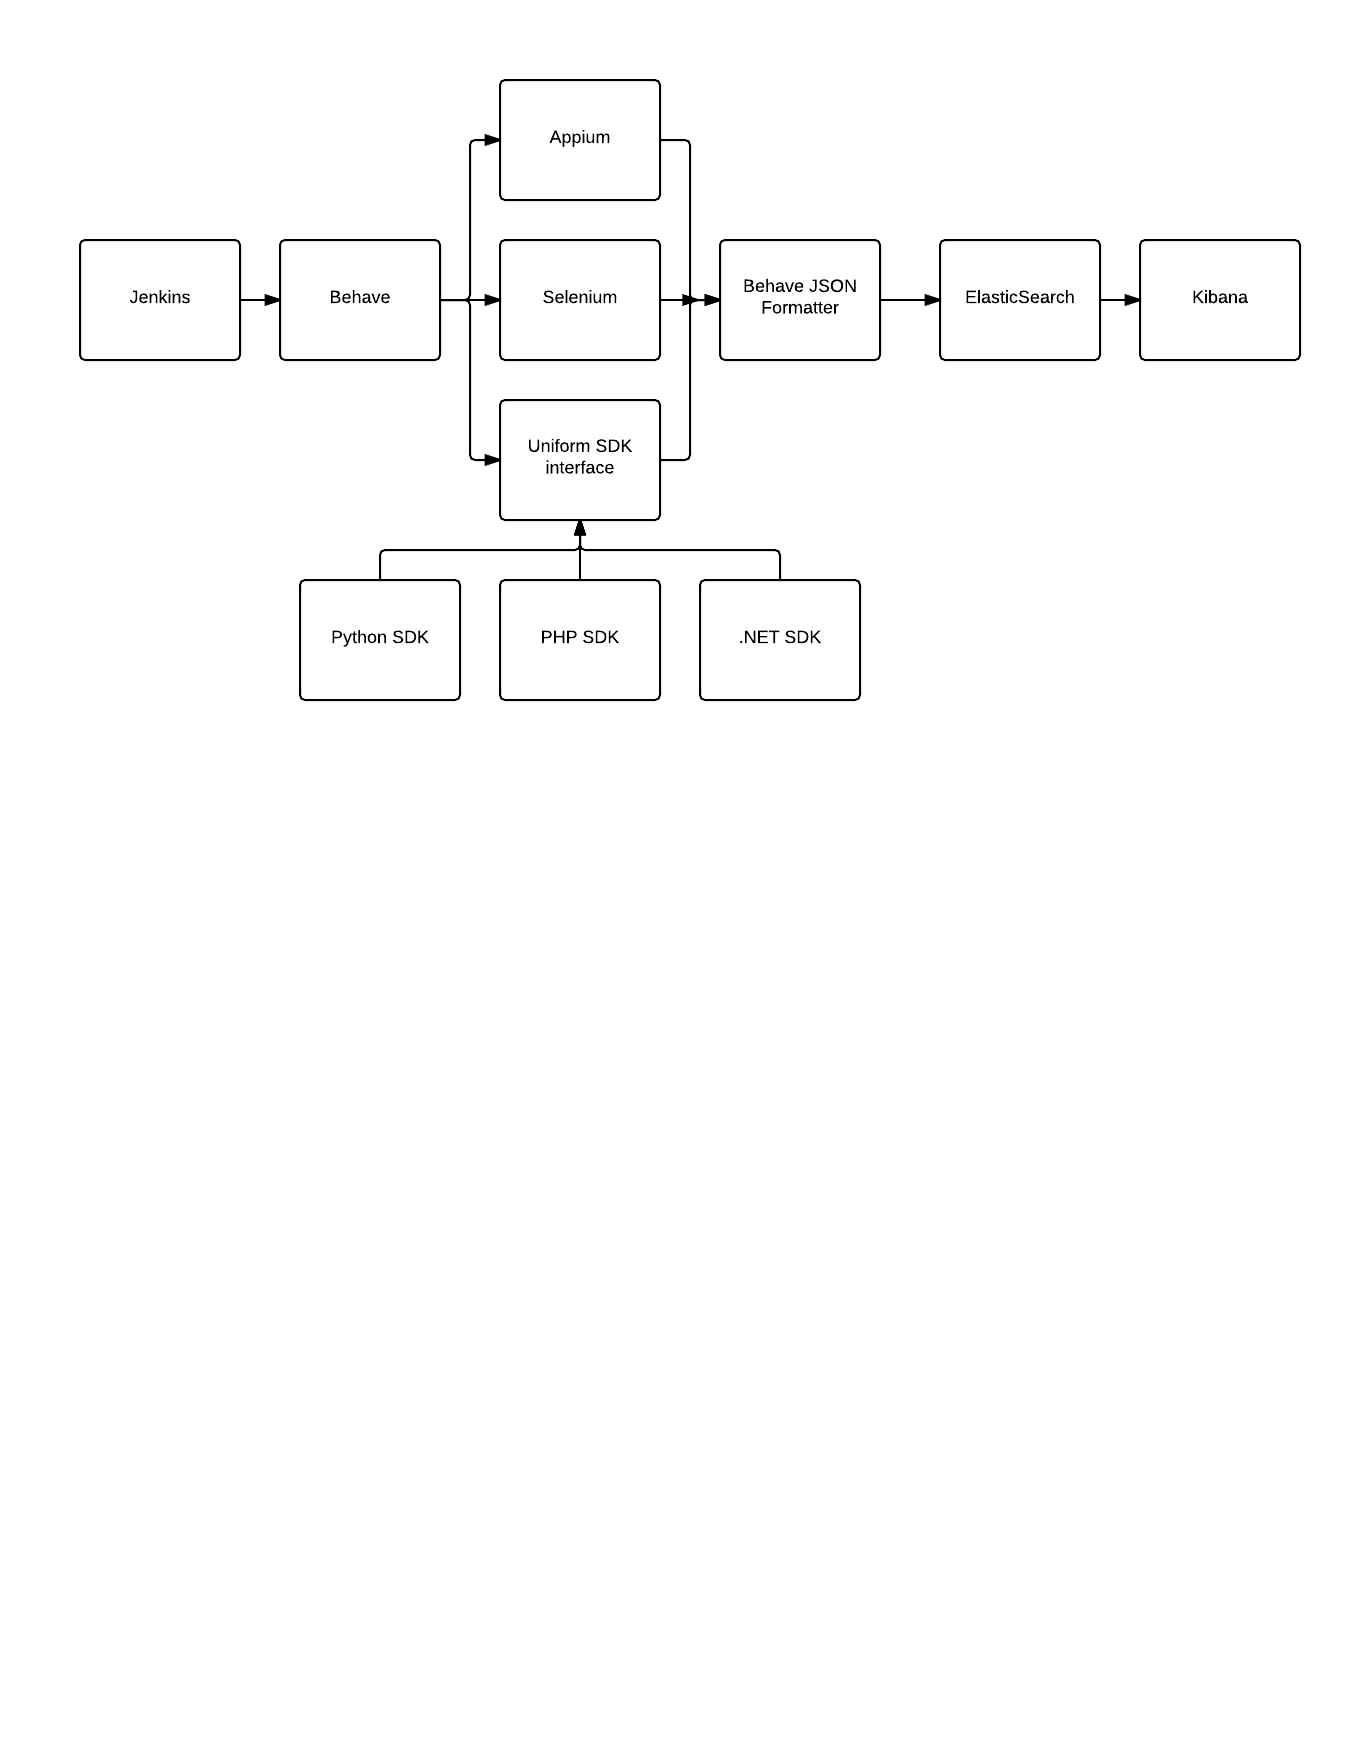 Appium
Jenkins
Behave
Selenium
Behave JSON
Formatter
ElasticSearch
Kibana
Uniform SDK
interface
Python SDK
PHP SDK
.NET SDK